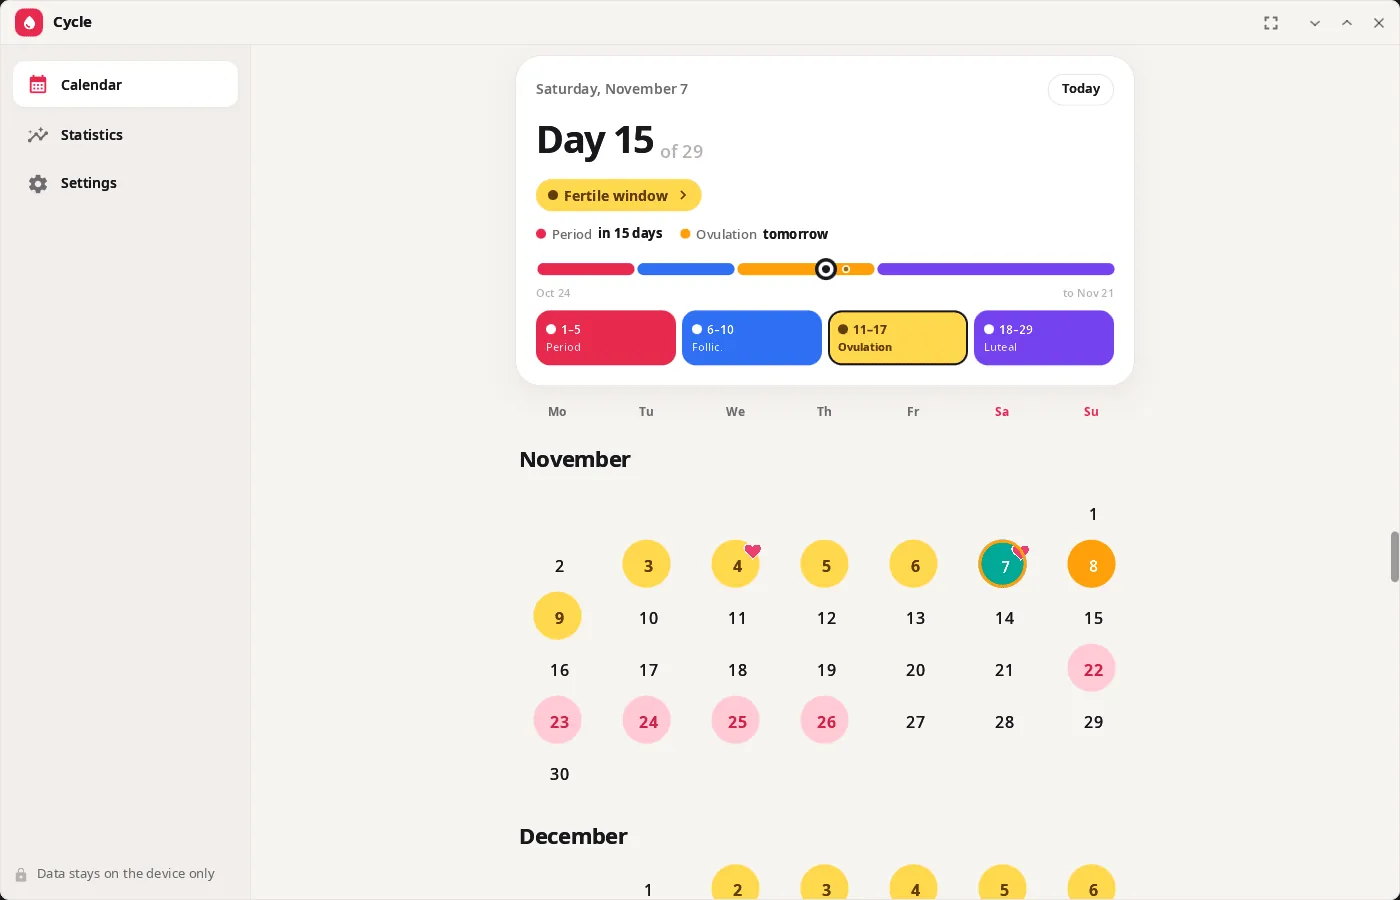 Cycle
Calendar
Statistics
Settings
Data stays on the device only
Saturday, November 7
Today
Day 15 of 29
Fertile window
Period in 15 days Ovulation tomorrow
Oct 24 to Nov 21
1–5 6–10 11–17 18–29
Period Follic. Ovulation Luteal
Mo Tu We Th Fr Sa Su
November
1
2 3 4 5 6 7 8
9 10 11 12 13 14 15
16 17 18 19 20 21 22
23 24 25 26 27 28 29
30
December
1 2 3 4 5 6